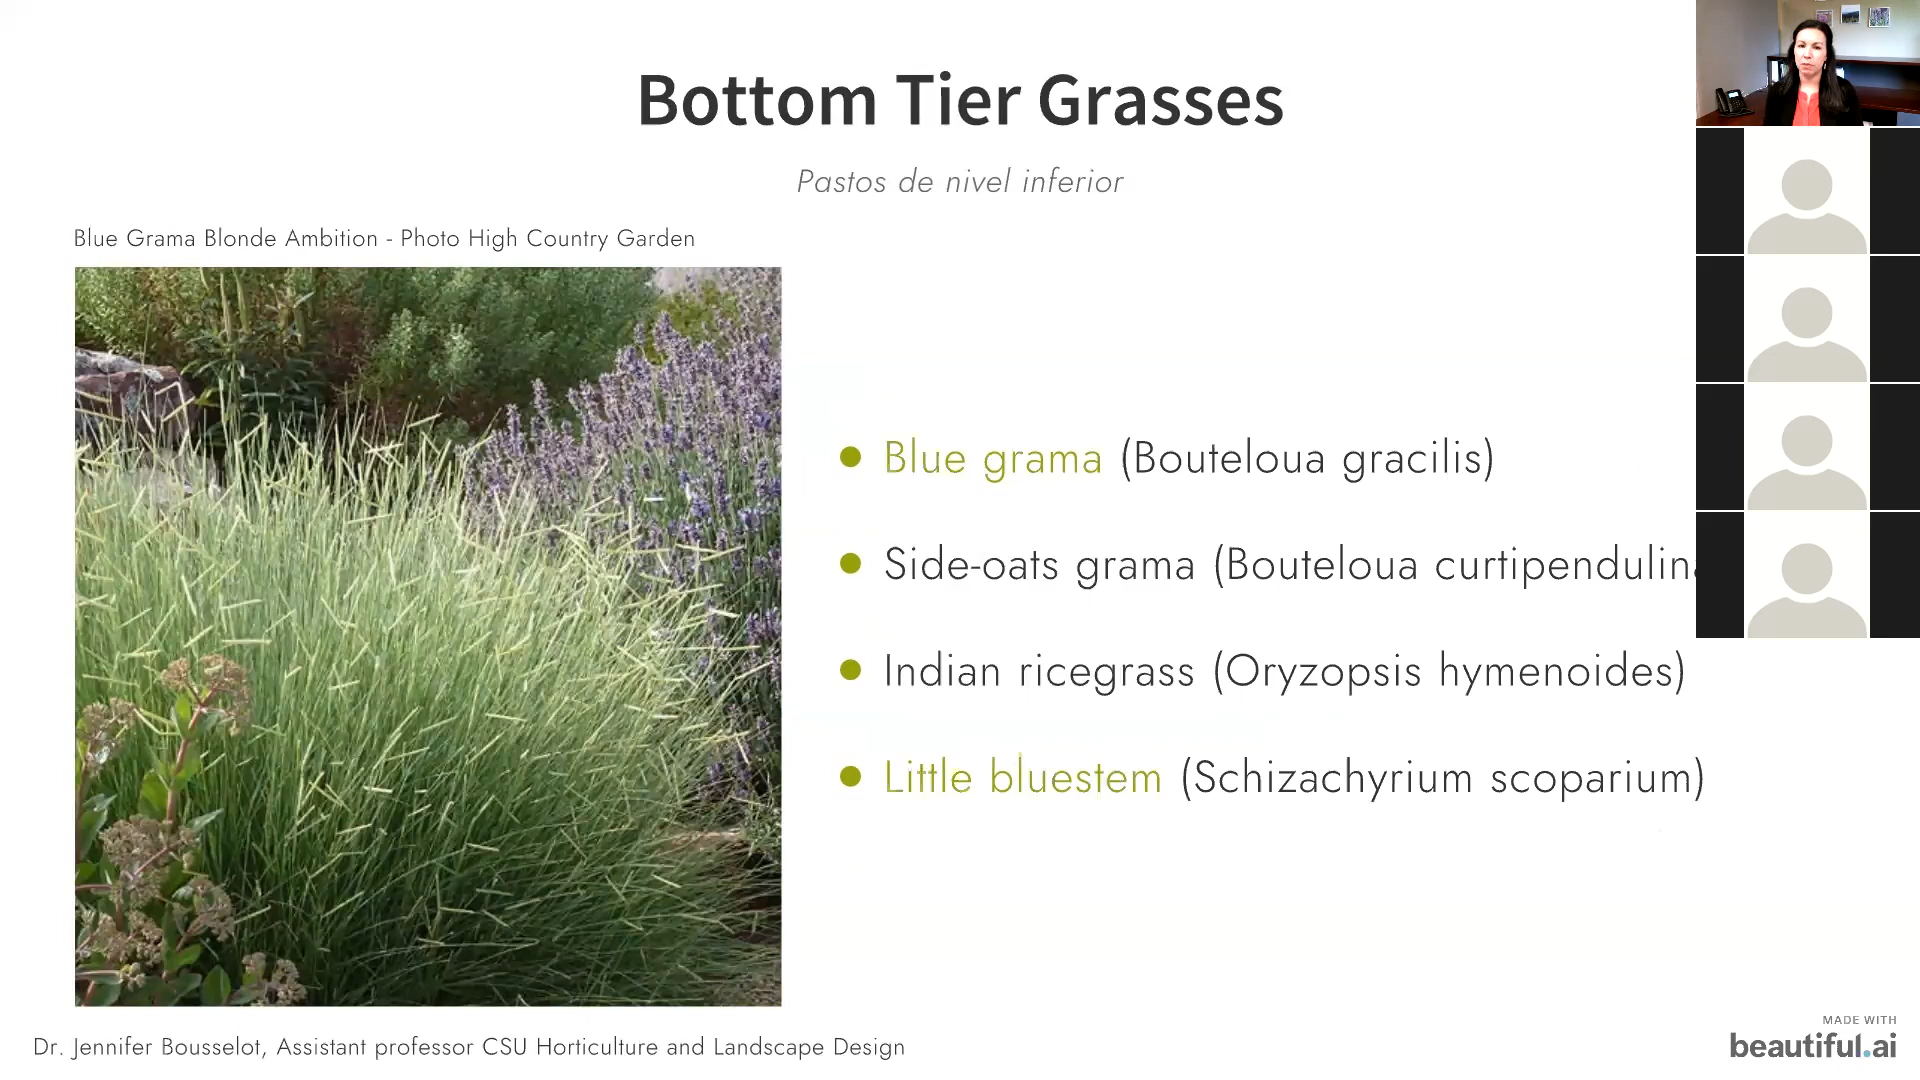 Bottom Tier Grasses
Pastos de nivel inferior
Blue Grama Blonde Ambition - Photo High Country Garden
Blue grama (Bouteloua gracilis)
Side-oats grama (Bouteloua
Indian ricegrass (Oryzopsis hymenoides)
Little bluestem (Schizachyrium scoparium)
Dr. Jennifer Bousselot, Assistant professor CSU Horticulture and Landscape Design
MADE WITH
beautiful.ai